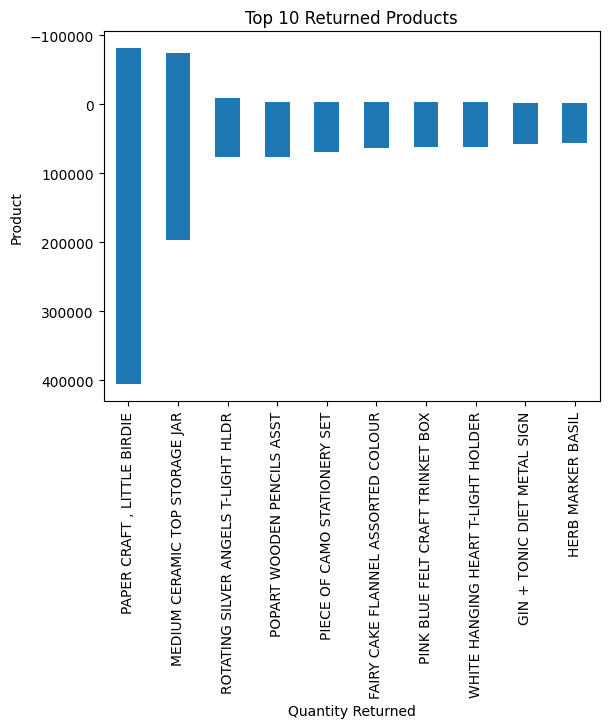 Top 10 Returned Products
Product
−100000
0
100000
200000
300000
400000
PAPER CRAFT , LITTLE BIRDIE
MEDIUM CERAMIC TOP STORAGE JAR
ROTATING SILVER ANGELS T-LIGHT HLDR
POPART WOODEN PENCILS ASST
PIECE OF CAMO STATIONERY SET
FAIRY CAKE FLANNEL ASSORTED COLOUR
PINK BLUE FELT CRAFT TRINKET BOX
WHITE HANGING HEART T-LIGHT HOLDER
GIN + TONIC DIET METAL SIGN
HERB MARKER BASIL
Quantity Returned